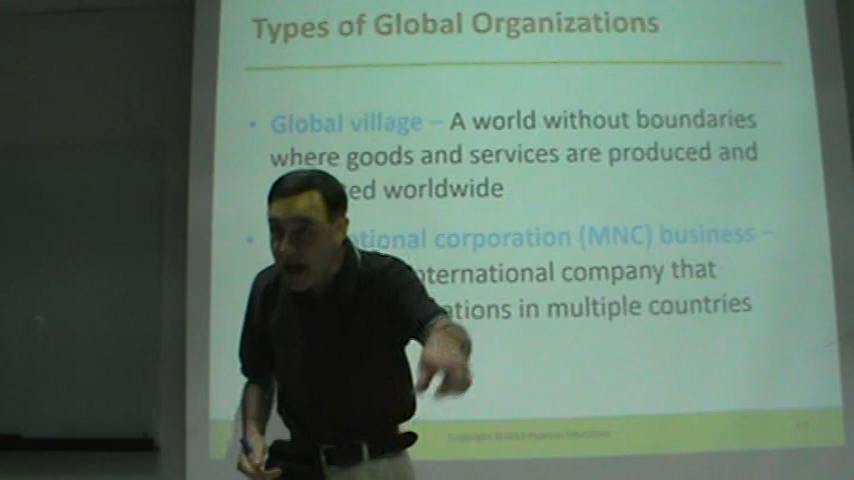 Types of Global Organizations
• Global village – A world without boundaries
where goods and services are produced and
ed worldwide
• tional corporation (MNC) business –
nternational company that
ations in multiple countries